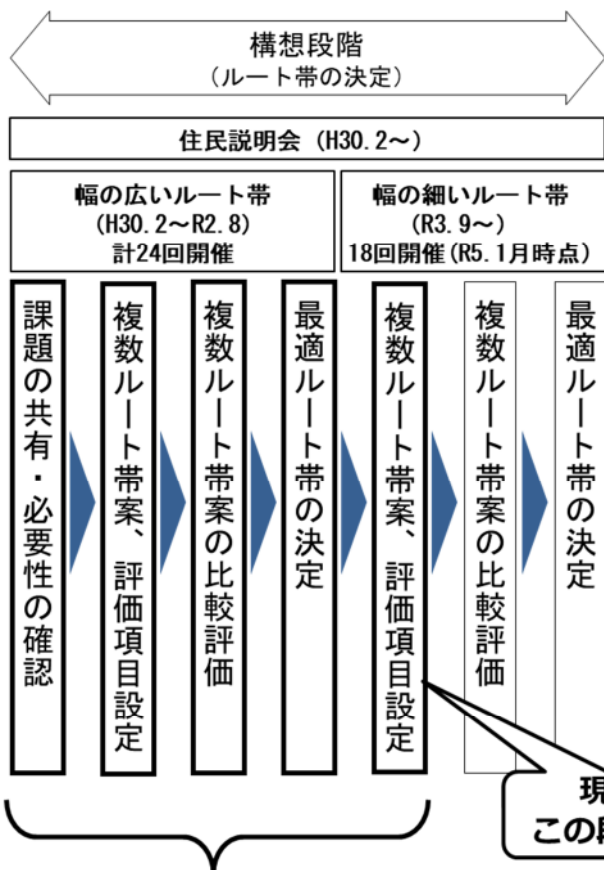 構想段階
(ルート帯の決定)
住民説明会 (H30.2～)
幅の広いルート帯
(H30.2～R2.8)
計24回開催
幅の細いルート帯
(R3.9～)
18回開催(R5.1月時点)
課題の共有・必要性の確認
複数ルート帯案、評価項目設定
複数ルート帯案の比較評価
最適ルート帯の決定
複数ルート帯案、評価項目設定
複数ルート帯案の比較評価
最適ルート帯の決定
現
この段